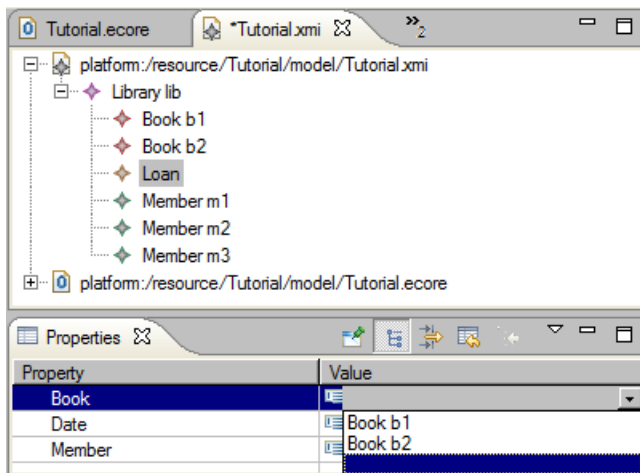 Tutorial.ecore
*Tutorial.xmi
»2
platform:/resource/Tutorial/model/Tutorial.xmi
Library lib
Book b1
Book b2
Loan
Member m1
Member m2
Member m3
platform:/resource/Tutorial/model/Tutorial.ecore
Properties
Property Value
Book
Date
Member
Book b1
Book b2